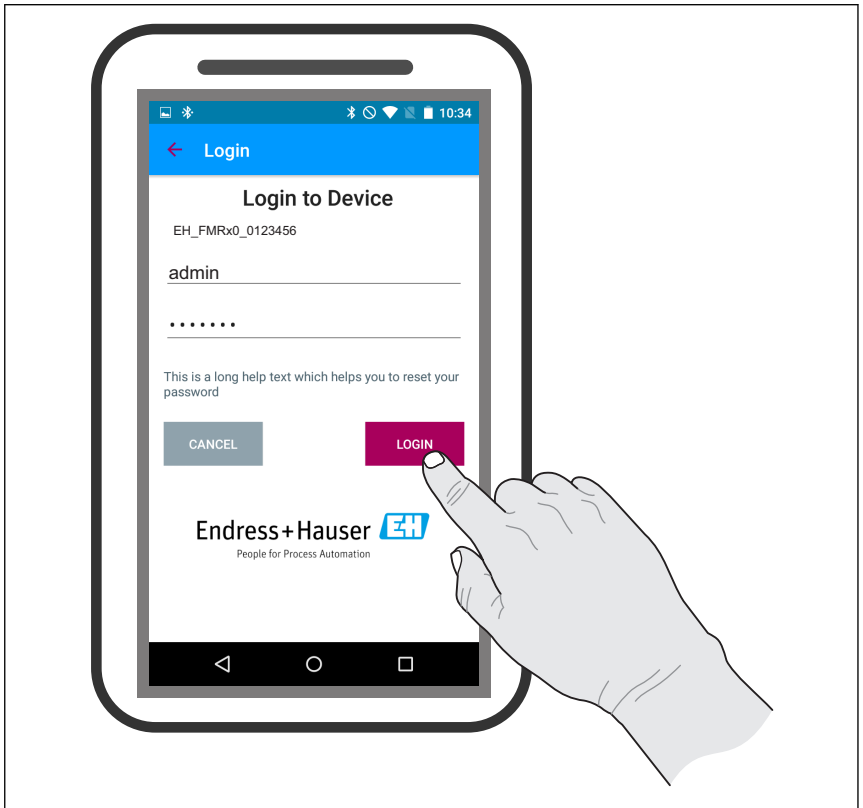 10:34
Login
Login to Device
EH_FMRx0_0123456
admin
.......
This is a long help text which helps you to reset your
password
CANCEL
LOGIN
Endress+Hauser EH
People for Process Automation